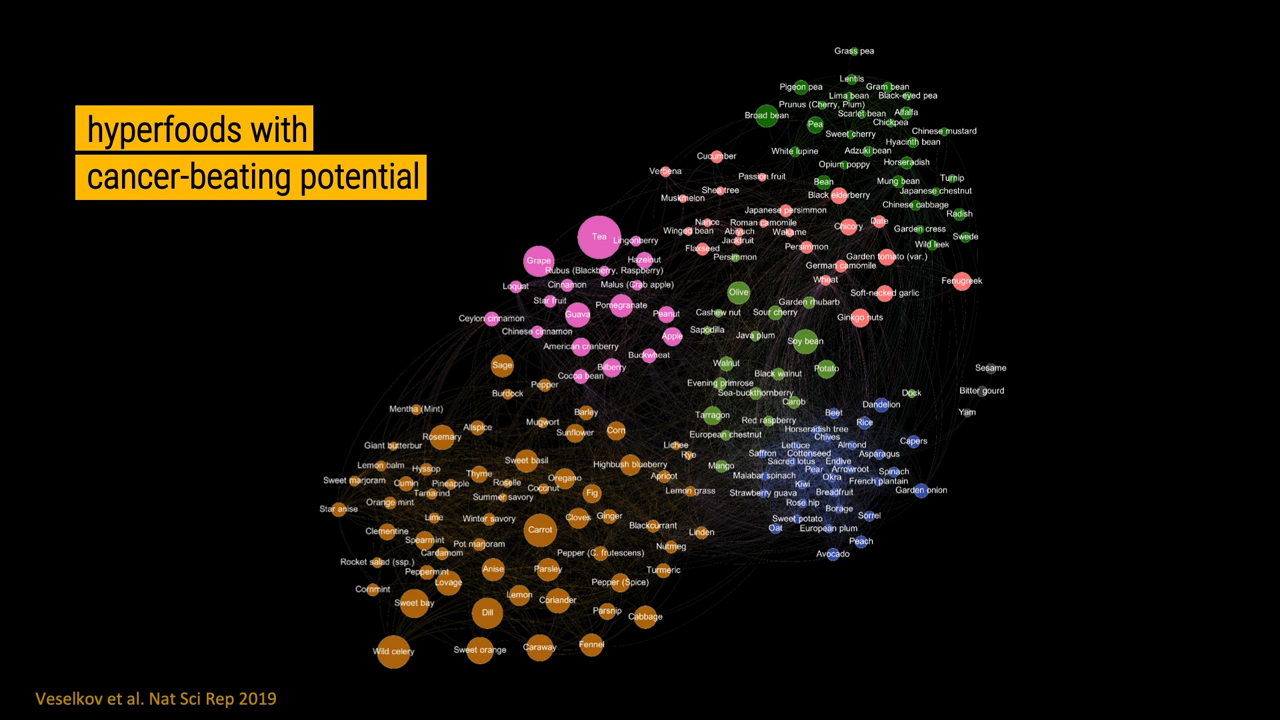 hyperfoods with
cancer-beating potential
Grass pea
Lentils
Pigeon pea
Gram bean
Lima bean
Black-eyed pea
Prunus (Cherry, Plum)
Broad bean
Scarlet bean
Alfalfa
Pea
Chickpea
Sweet cherry
Chinese mustard
Hyacinth bean
White lupine
Adzuki bean
Cucumber
Opium poppy
Horseradish
Verbena
Passion fruit
Bean
Mung bean
Turnip
Shea tree
Japanese chestnut
Muskmelon
Black elderberry
Chinese cabbage
Japanese persimmon
Radish
Nance
Roman camomile
Date
Winged bean
Abiyuch
Wakame
Chicory
Garden cress
Tea
Lingonberry
Jackfruit
Swede
Flaxseed
Persimmon
Wild leek
Persimmon
Garden tomato (var.)
Grape
Hazelnut
German camomile
Rubus (Blackberry, Raspberry)
Wheat
Fenugreek
Loquat
Cinnamon
Malus (Crab apple)
Olive
Soft-necked garlic
Star fruit
Pomegranate
Garden rhubarb
Guava
Peanut
Cashew nut
Sour cherry
Ceylon cinnamon
Ginkgo nuts
Chinese cinnamon
Apple
Sapodilla
Java plum
Soy bean
American cranberry
Buckwheat
Sage
Bilberry
Walnut
Potato
Sesame
Cocoa bean
Black walnut
Pepper
Evening primrose
Burdock
Sea-buckthornberry
Dock
Bitter gourd
Carob
Mentha (Mint)
Barley
Tarragon
Beet
Dandelion
Yam
Mugwort
Red raspberry
Rice
Allspice
Sunflower
Corn
Horseradish tree
Rosemary
European chestnut
Chives
Giant butterbur
Lichee
Lettuce
Almond
Capers
Rye
Saffron
Cottonseed
Asparagus
Lemon balm
Sweet basil
Highbush blueberry
Mango
Sacred lotus
Endive
Hyssop
Pear
Arrowroot
Spinach
Thyme
Oregano
Apricot
Malabar spinach
Okra
Sweet marjoram
Cumin
Pineapple
Roselle
Kiwi
French plantain
Tamarind
Coconut
Fig
Lemon grass
Strawberry guava
Breadfruit
Garden onion
Orange mint
Summer savory
Rose hip
Star anise
Borage
Lime
Winter savory
Cloves
Ginger
Sweet potato
Sorrel
Clementine
Carrot
Blackcurrant
Linden
Oat
European plum
Spearmint
Pot marjoram
Nutmeg
Peach
Cardamom
Pepper (C. frutescens)
Avocado
Rocket salad (ssp.)
Peppermint
Anise
Parsley
Turmeric
Lovage
Pepper (Spice)
Cornmint
Lemon
Coriander
Sweet bay
Dill
Parsnip
Cabbage
Wild celery
Sweet orange
Caraway
Fennel
Veselkov et al. Nat Sci Rep 2019